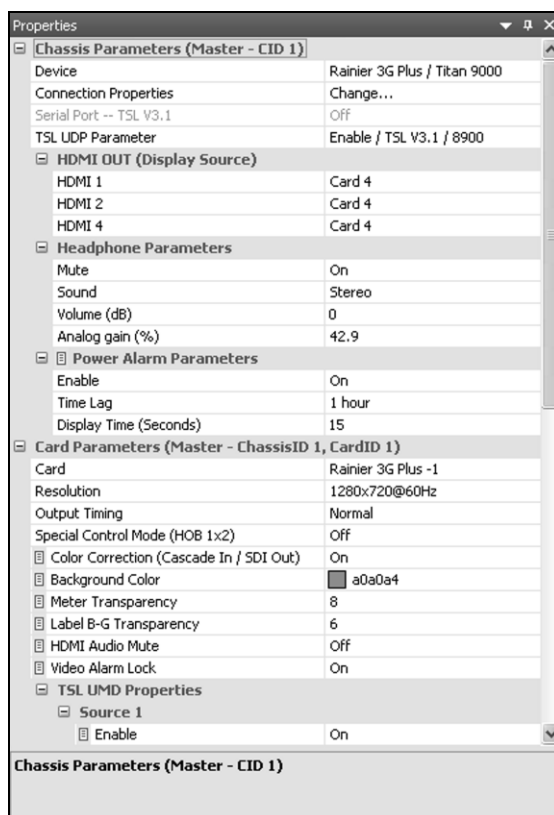 Properties
Chassis Parameters (Master - CID 1)
Device Rainier 3G Plus / Titan 9000
Connection Properties Change...
Serial Port -- TSL V3.1 Off
TSL UDP Parameter Enable / TSL V3.1 / 8900
HDMI OUT (Display Source)
HDMI 1 Card 4
HDMI 2 Card 4
HDMI 4 Card 4
Headphone Parameters
Mute On
Sound Stereo
Volume (dB) 0
Analog gain (%) 42.9
Power Alarm Parameters
Enable On
Time Lag 1 hour
Display Time (Seconds) 15
Card Parameters (Master - ChassisID 1, CardID 1)
Card Rainier 3G Plus -1
Resolution 1280x720@60Hz
Output Timing Normal
Special Control Mode (HOB 1x2) Off
Color Correction (Cascade In / SDI Out) On
Background Color a0a0a4
Meter Transparency 8
Label B-G Transparency 6
HDMI Audio Mute Off
Video Alarm Lock On
TSL UMD Properties
Source 1
Enable On
Chassis Parameters (Master - CID 1)